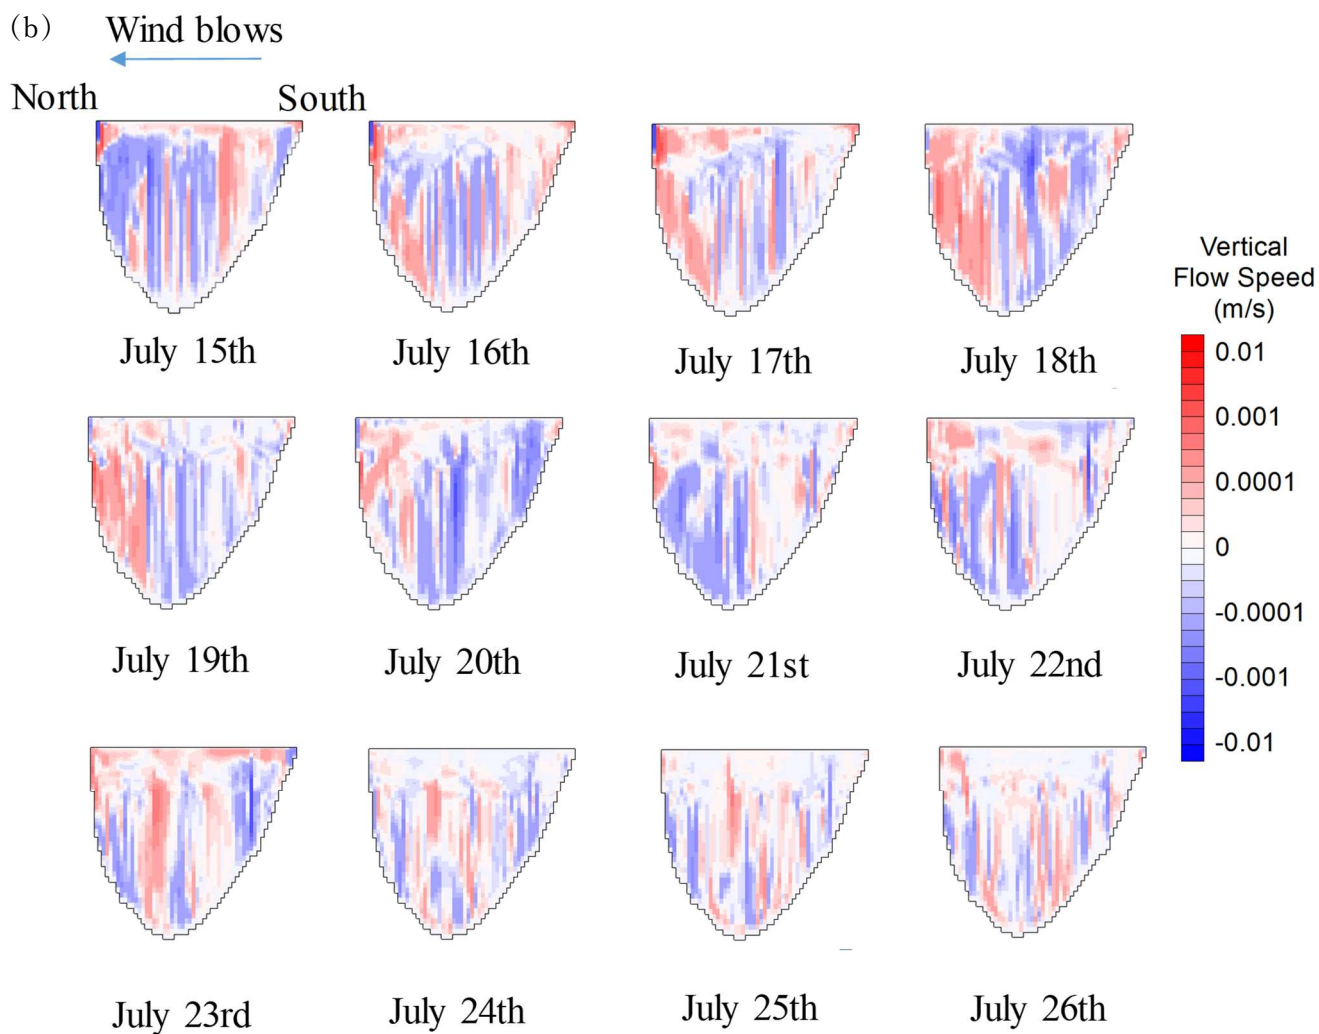 (b)
Wind blows
North
South
July 15th
July 16th
July 17th
July 18th
Vertical
Flow Speed
(m/s)
0.01
0.001
0.0001
0
-0.0001
-0.001
-0.01
July 19th
July 20th
July 21st
July 22nd
July 23rd
July 24th
July 25th
July 26th